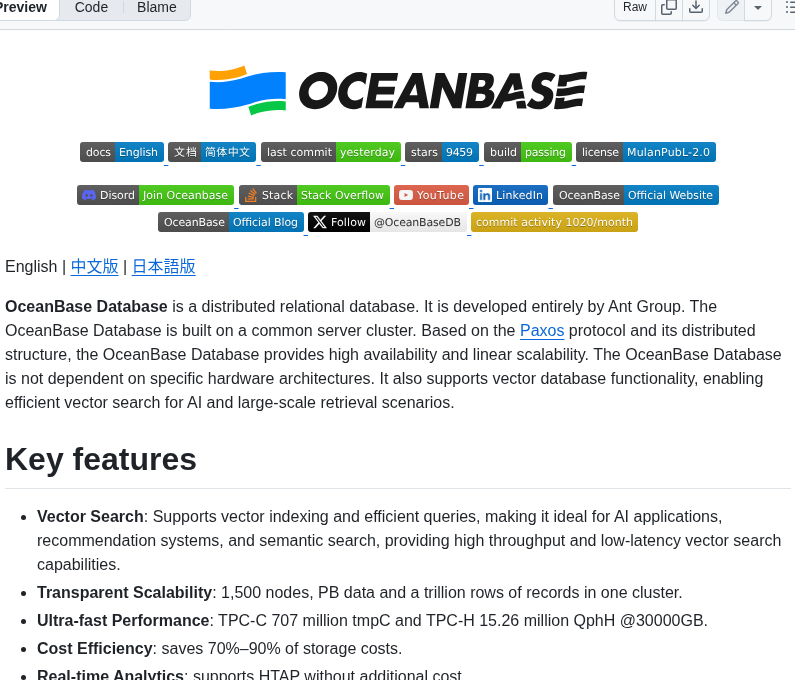 Preview Code Blame Raw
OCEANBASE
docs English 文档 简体中文 last commit yesterday stars 9459 build passing license MulanPubL-2.0
Disord Join Oceanbase Stack Stack Overflow YouTube LinkedIn OceanBase Official Website
OceanBase Official Blog Follow @OceanBaseDB commit activity 1020/month
English | 中文版 | 日本語版
OceanBase Database is a distributed relational database. It is developed entirely by Ant Group. The
OceanBase Database is built on a common server cluster. Based on the Paxos protocol and its distributed
structure, the OceanBase Database provides high availability and linear scalability. The OceanBase Database
is not dependent on specific hardware architectures. It also supports vector database functionality, enabling
efficient vector search for AI and large-scale retrieval scenarios.
Key features
Vector Search: Supports vector indexing and efficient queries, making it ideal for AI applications,
recommendation systems, and semantic search, providing high throughput and low-latency vector search
capabilities.
Transparent Scalability: 1,500 nodes, PB data and a trillion rows of records in one cluster.
Ultra-fast Performance: TPC-C 707 million tmpC and TPC-H 15.26 million QphH @30000GB.
Cost Efficiency: saves 70%–90% of storage costs.
Real-time Analytics: supports HTAP without additional cost.